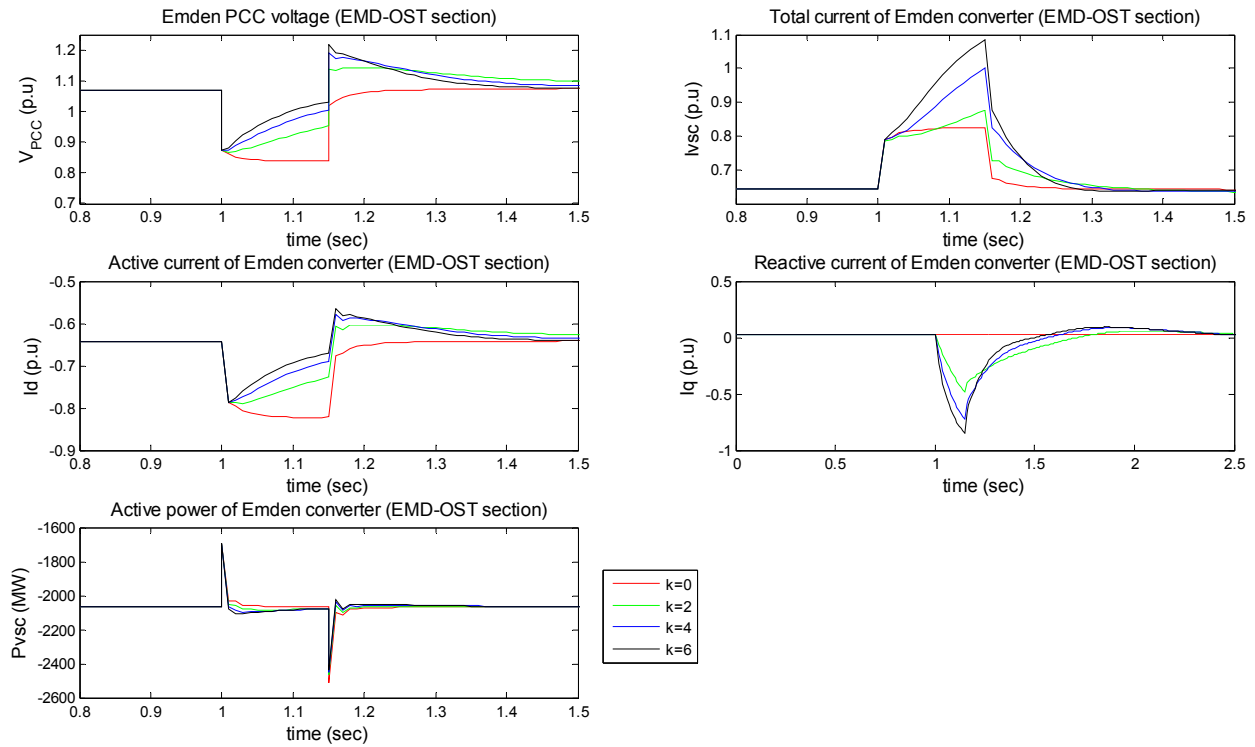 Emden PCC voltage (EMD-OST section)
V_PCC (p.u)
1.2
1.1
1
0.9
0.8
0.7
0.8 0.9 1 1.1 1.2 1.3 1.4 1.5
time (sec)
Total current of Emden converter (EMD-OST section)
Ivsc (p.u)
1.1
1
0.9
0.8
0.7
0.8 0.9 1 1.1 1.2 1.3 1.4 1.5
time (sec)
Active current of Emden converter (EMD-OST section)
Id (p.u)
-0.5
-0.6
-0.7
-0.8
-0.9
0.8 0.9 1 1.1 1.2 1.3 1.4 1.5
time (sec)
Reactive current of Emden converter (EMD-OST section)
Iq (p.u)
0.5
0
-0.5
-1
0 0.5 1 1.5 2 2.5
time (sec)
Active power of Emden converter (EMD-OST section)
Pvsc (MW)
-1600
-1800
-2000
-2200
-2400
-2600
0.8 0.9 1 1.1 1.2 1.3 1.4 1.5
time (sec)
k=0
k=2
k=4
k=6